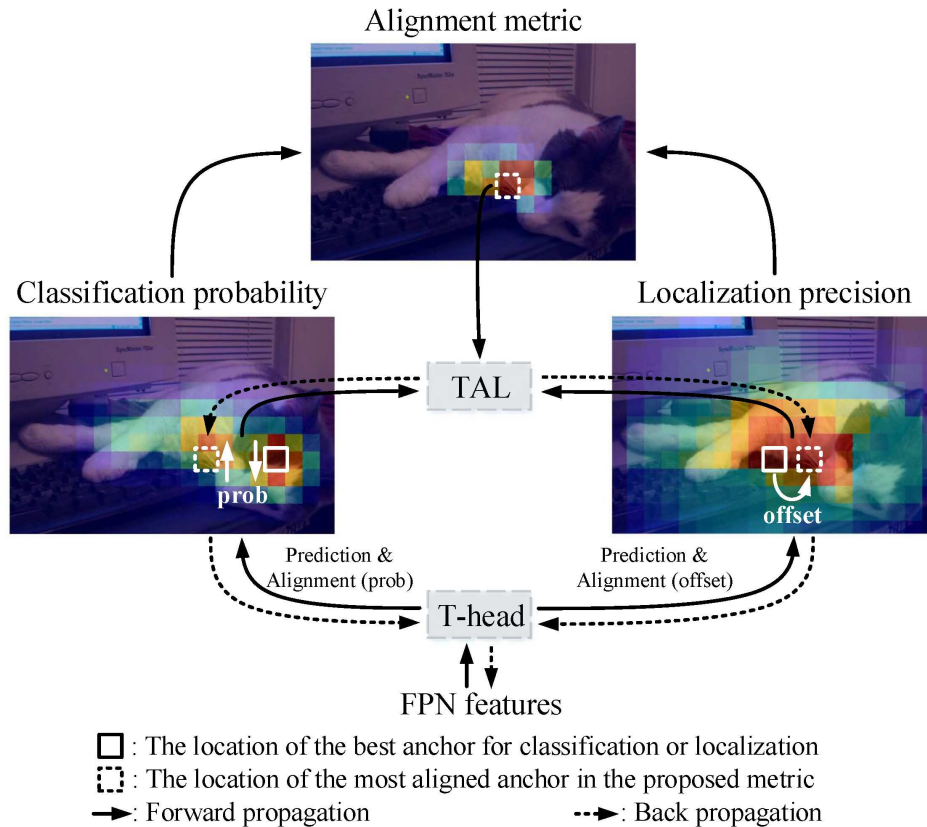 Alignment metric
Classification probability
Localization precision
TAL
prob
offset
Prediction &
Alignment (prob)
Prediction &
Alignment (offset)
T-head
FPN features
: The location of the best anchor for classification or localization
: The location of the most aligned anchor in the proposed metric
: Forward propagation
: Back propagation